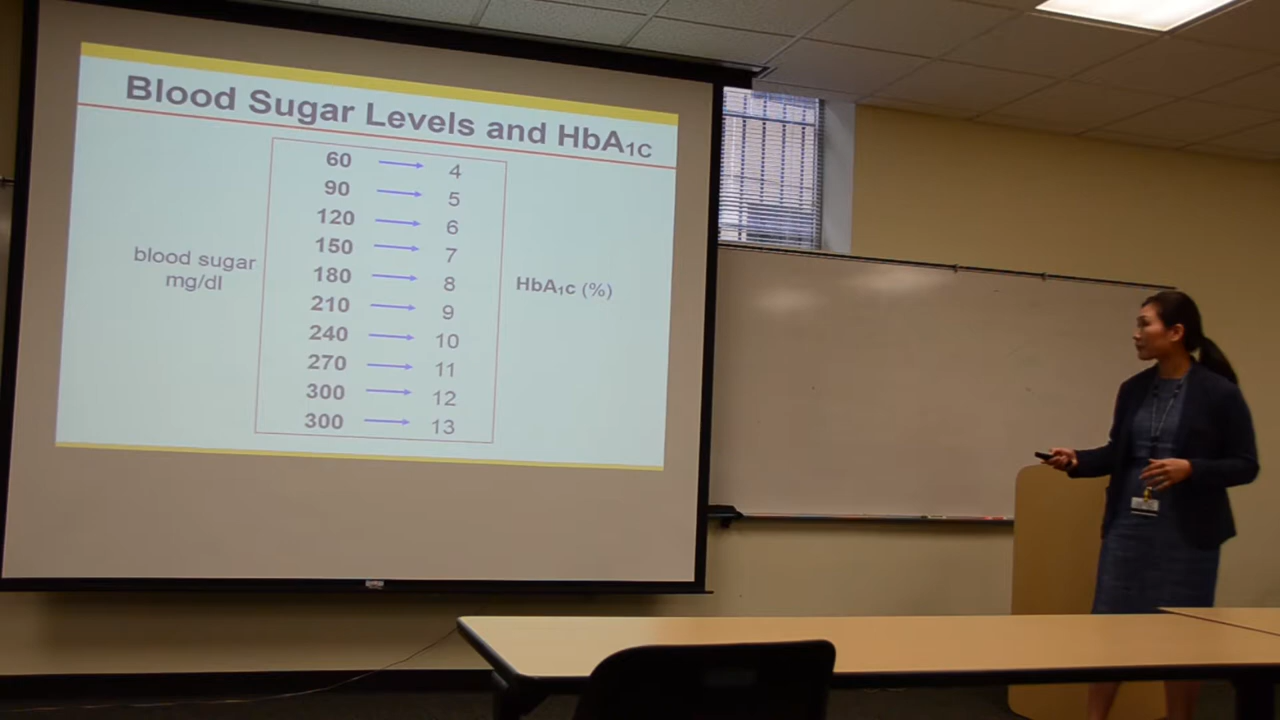 Blood Sugar Levels and HbA1C
60 → 4
90 → 5
120 → 6
150 → 7
blood sugar
mg/dl
180 → 8
HbA1c (%)
210 → 9
240 → 10
270 → 11
300 → 12
300 → 13